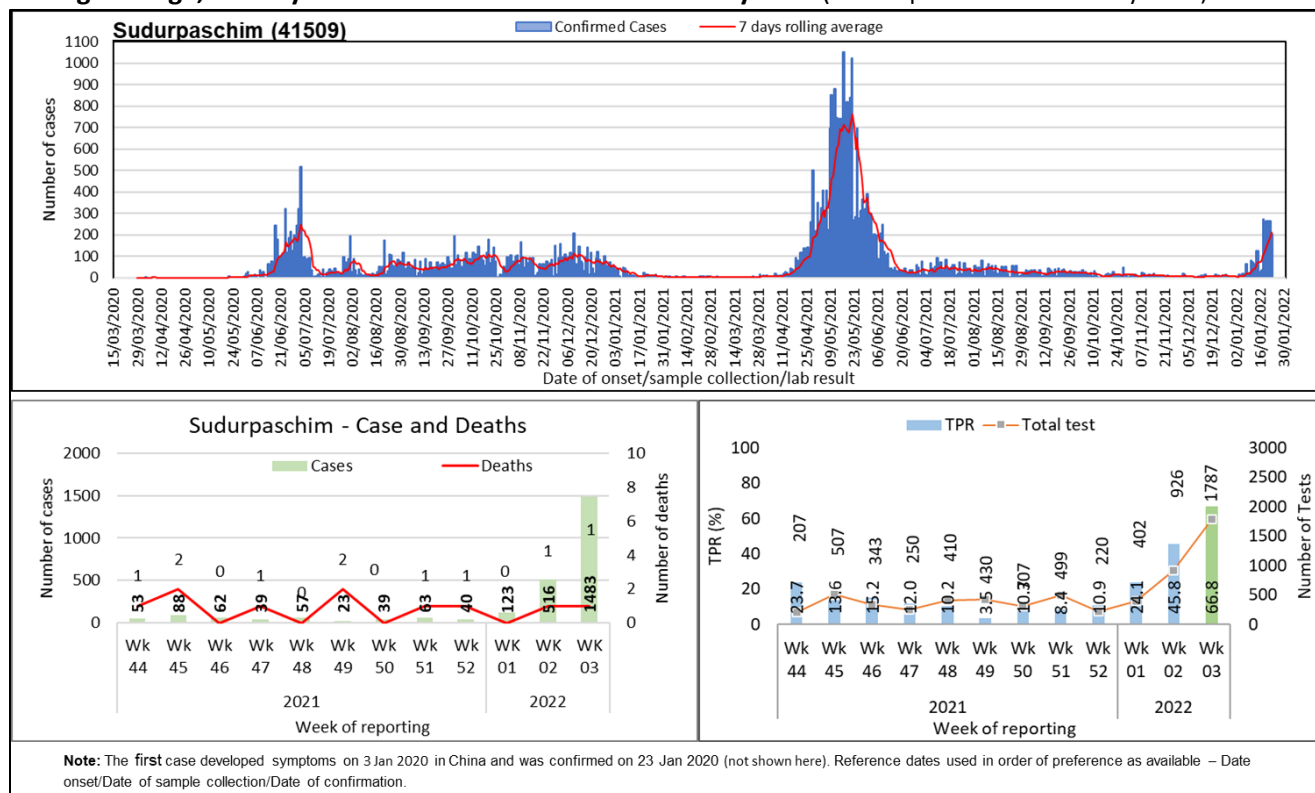 Sudurpaschim (41509)
Confirmed Cases 7 days rolling average
Number of cases
1100
1000
900
800
700
600
500
400
300
200
100
0
15/03/2020 29/03/2020 12/04/2020 26/04/2020 10/05/2020 24/05/2020 07/06/2020 21/06/2020 05/07/2020 19/07/2020 02/08/2020 16/08/2020 30/08/2020 13/09/2020 27/09/2020 11/10/2020 25/10/2020 08/11/2020 22/11/2020 06/12/2020 20/12/2020 03/01/2021 17/01/2021 31/01/2021 14/02/2021 28/02/2021 14/03/2021 28/03/2021 11/04/2021 25/04/2021 09/05/2021 23/05/2021 06/06/2021 20/06/2021 04/07/2021 18/07/2021 01/08/2021 15/08/2021 29/08/2021 12/09/2021 26/09/2021 10/10/2021 24/10/2021 07/11/2021 21/11/2021 05/12/2021 19/12/2021 02/01/2022 16/01/2022 30/01/2022
Date of onset/sample collection/lab result
Sudurpaschim - Case and Deaths
Cases Deaths
Number of cases
2000
1500
1000
500
0
Number of deaths
10
8
6
4
2
0
1 2 0 1 0 2 0 1 1 0 1 1
53 88 62 39 57 23 39 63 40 123 516 1483
Wk Wk Wk Wk Wk Wk Wk Wk Wk WK WK WK
44 45 46 47 48 49 50 51 52 01 02 03
2021 2022
Week of reporting
TPR Total test
TPR (%)
100
80
60
40
20
0
Number of Tests
3000
2500
2000
1500
1000
500
0
207 507 343 250 410 430 307 499 220 402 926 1787
23.7 13.6 15.2 12.0 10.2 3.5 10.3 8.4 10.9 24.1 45.8 66.8
Wk Wk Wk Wk Wk Wk Wk Wk Wk WK WK WK
44 45 46 47 48 49 50 51 52 01 02 03
2021 2022
Week of reporting
Note: The first case developed symptoms on 3 Jan 2020 in China and was confirmed on 23 Jan 2020 (not shown here). Reference dates used in order of preference as available – Date
onset/Date of sample collection/Date of confirmation.